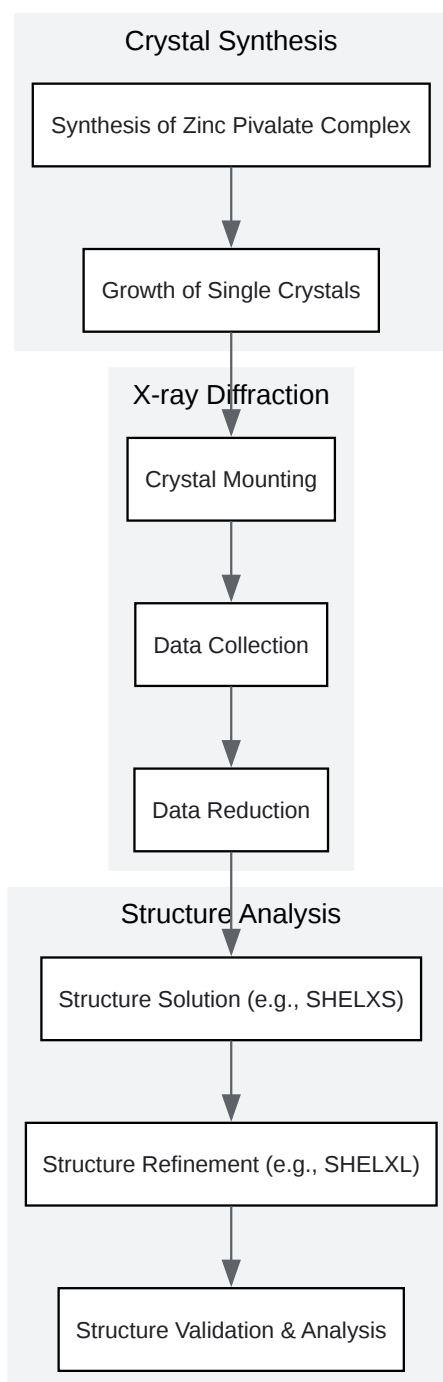 Crystal Synthesis
Synthesis of Zinc Pivalate Complex
Growth of Single Crystals
X-ray Diffraction
Crystal Mounting
Data Collection
Data Reduction
Structure Analysis
Structure Solution (e.g., SHELXS)
Structure Refinement (e.g., SHELXL)
Structure Validation & Analysis